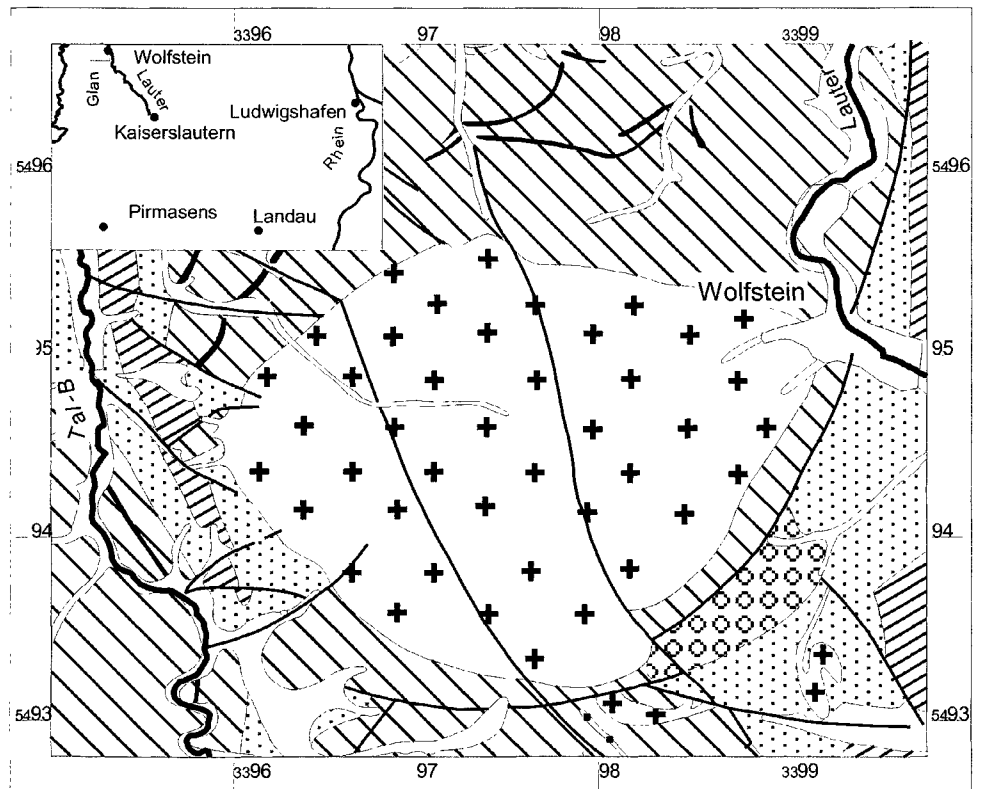 3396 97 98 3399
Wolfstein
Glan
Lauter
Ludwigshafen
Kaiserslautern
Rhein
Pirmasens
Landau
Lauter
5496 5496
Wolfstein
95 95
Tal-B
94 94
5493 5493
3396 97 98 3399